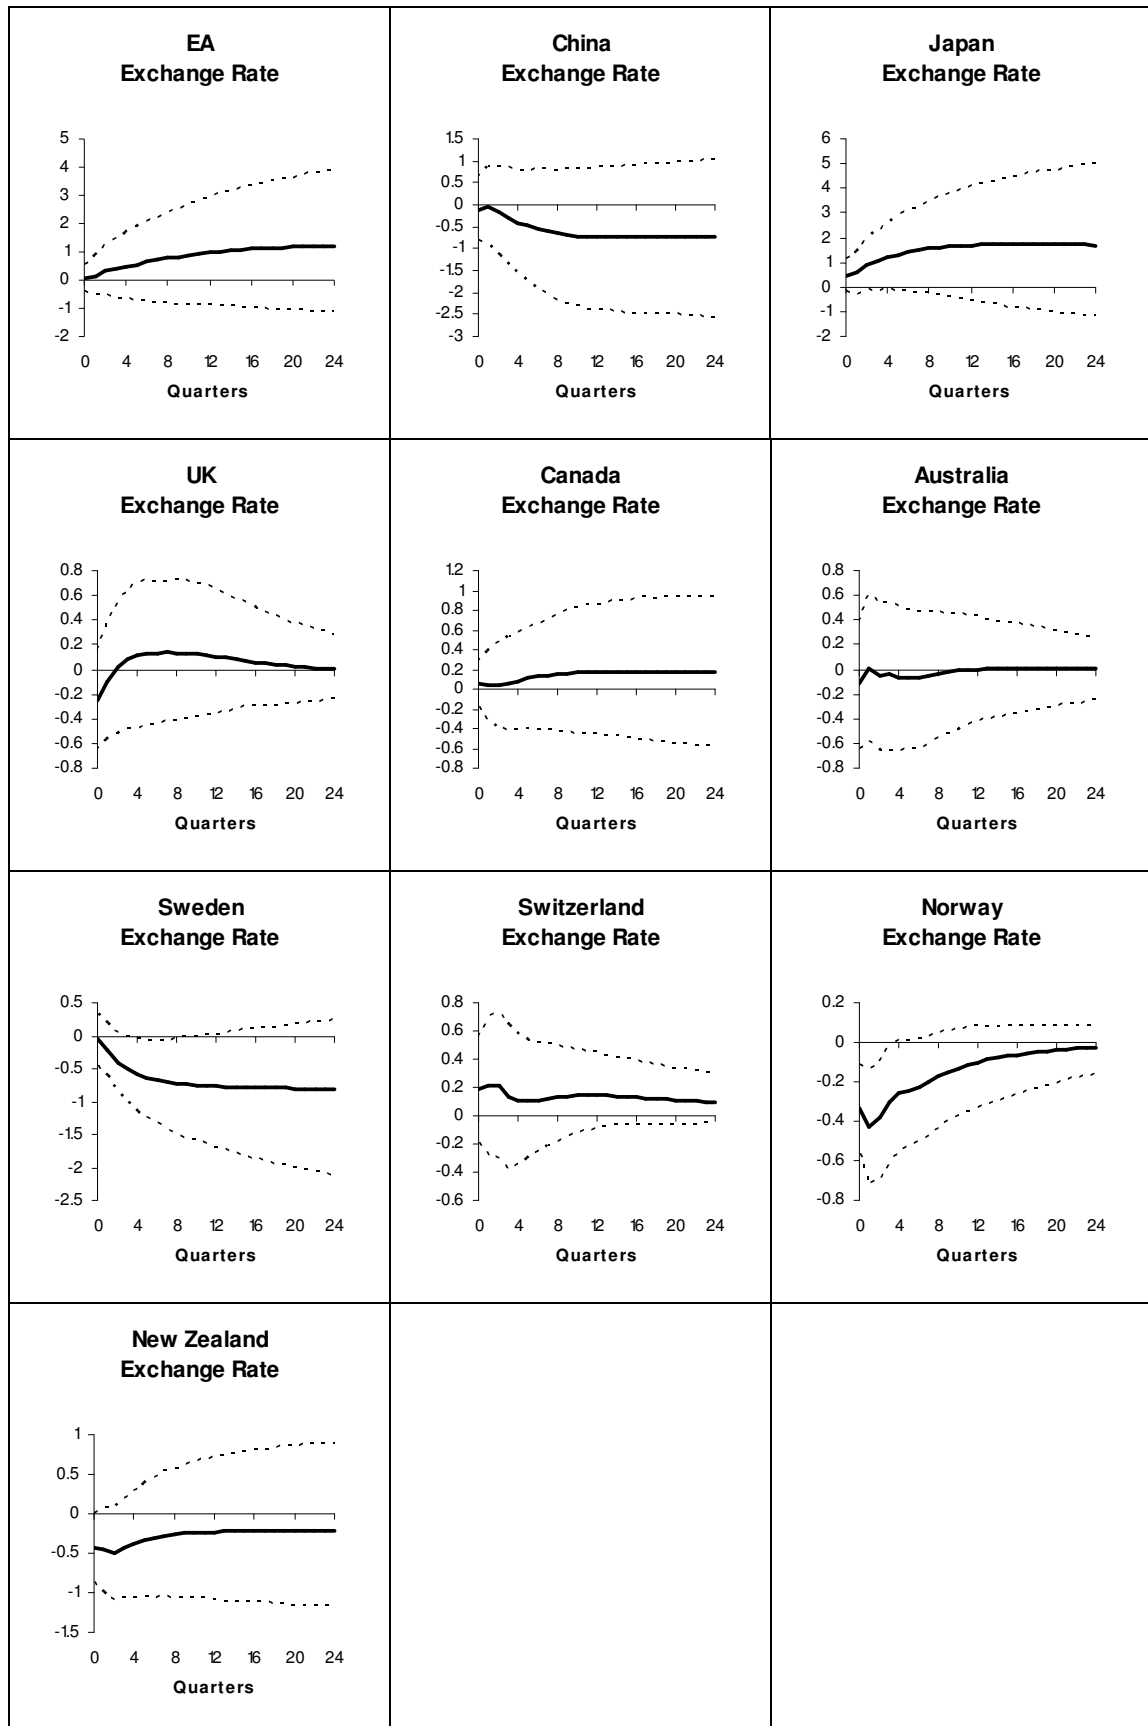 EA
Exchange Rate
5
4
3
2
1
0
-1
-2
0 4 8 12 16 20 24
Quarters
China
Exchange Rate
1.5
1
0.5
0
-0.5
-1
-1.5
-2
-2.5
-3
0 4 8 12 16 20 24
Quarters
Japan
Exchange Rate
6
5
4
3
2
1
0
-1
-2
0 4 8 12 16 20 24
Quarters
UK
Exchange Rate
0.8
0.6
0.4
0.2
0
-0.2
-0.4
-0.6
-0.8
0 4 8 12 16 20 24
Quarters
Canada
Exchange Rate
1.2
1
0.8
0.6
0.4
0.2
0
-0.2
-0.4
-0.6
-0.8
0 4 8 12 16 20 24
Quarters
Australia
Exchange Rate
0.8
0.6
0.4
0.2
0
-0.2
-0.4
-0.6
-0.8
0 4 8 12 16 20 24
Quarters
Sweden
Exchange Rate
0.5
0
-0.5
-1
-1.5
-2
-2.5
0 4 8 12 16 20 24
Quarters
Switzerland
Exchange Rate
0.8
0.6
0.4
0.2
0
-0.2
-0.4
-0.6
0 4 8 12 16 20 24
Quarters
Norway
Exchange Rate
0.2
0
-0.2
-0.4
-0.6
-0.8
0 4 8 12 16 20 24
Quarters
New Zealand
Exchange Rate
1
0.5
0
-0.5
-1
-1.5
0 4 8 12 16 20 24
Quarters